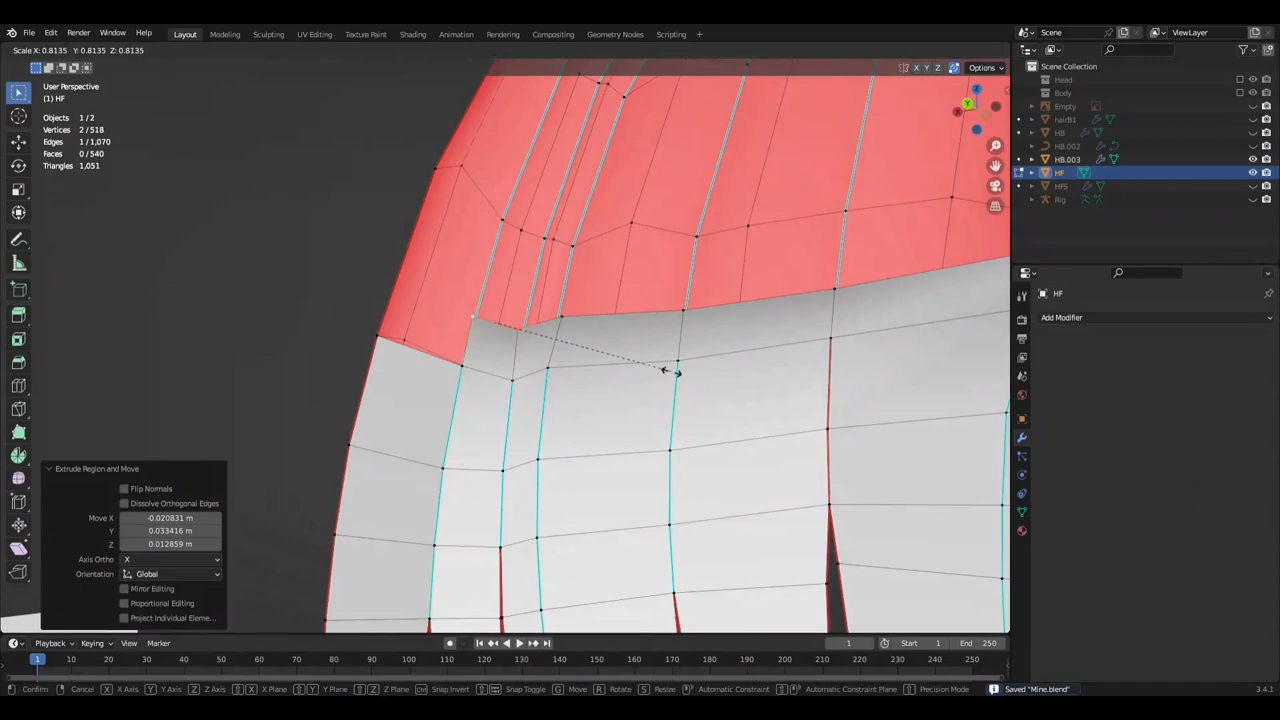 File Edit Render Window Help Layout Modeling Sculpting UV Editing Texture Paint Shading Animation Rendering Compositing Geometry Nodes Scripting + Scene ViewLayer
Scale X: 0.8135 Y: 0.8135 Z: 0.8135
X Y Z Options
User Perspective
(1) HF
Objects 1/2
Vertices 2/518
Edges 1/1,070
Faces 0/540
Triangles 1,051
Z
Y
X
Scene Collection
Head
Body
Empty
hairB1
HB
HB.002
HB.003
HF
HFS
Rig
HF
Add Modifier
Extrude Region and Move
Flip Normals
Dissolve Orthogonal Edges
Move X -0.020831 m
Y 0.033416 m
Z 0.012859 m
Axis Ortho X
Orientation Global
Mirror Editing
Proportional Editing
Project Individual Eleme...
Playback Keying View Marker 1 Start 1 End 250
1 10 20 30 40 50 60 70 80 90 100 110 120 130 140 150 160 170 180 190 200 210 220 230 240 250
Confirm Cancel X X Axis Y Y Axis Z Z Axis X X Plane Y Y Plane Z Z Plane Ctrl Snap Invert Snap Toggle G Move R Rotate S Resize Automatic Constraint Automatic Constraint Plane Precision Mode Saved "Mine.blend" 3.4.1